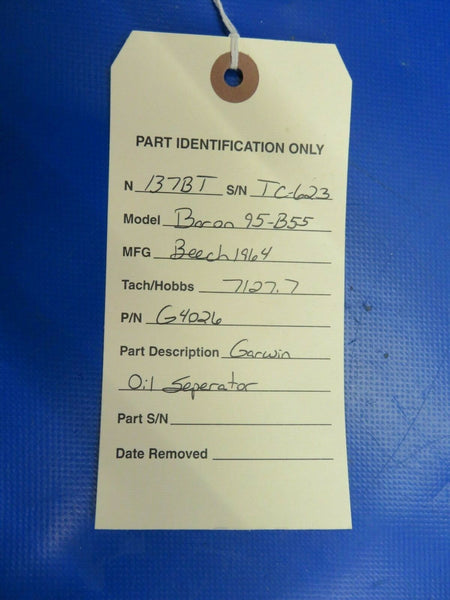 PART IDENTIFICATION ONLY
N 137BT S/N TC-623
Model Baron 95-B55
MFG Beech 1964
Tach/Hobbs 7127.7
P/N G4026
Part Description Garwin
Oil Seperator
Part S/N
Date Removed